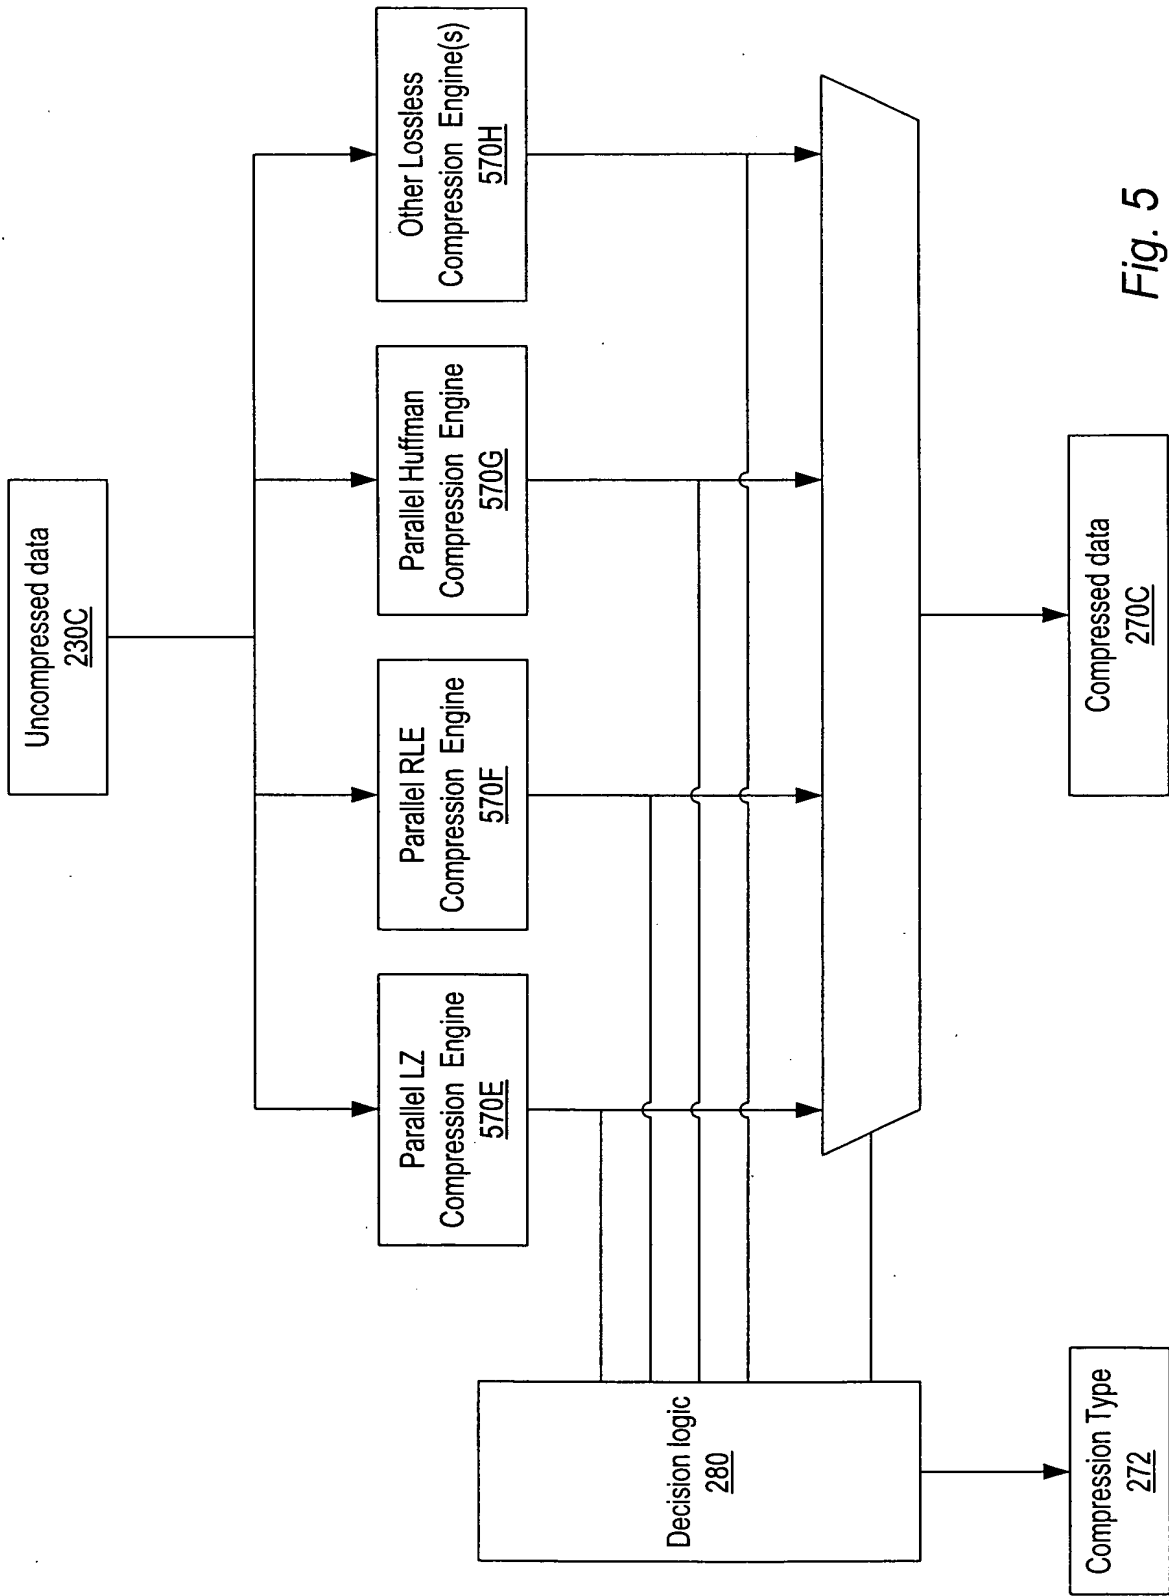 Uncompressed data
230C
Parallel LZ
Compression Engine
570E
Parallel RLE
Compression Engine
570F
Parallel Huffman
Compression Engine
570G
Other Lossless
Compression Engine(s)
570H
Decision logic
280
Compression Type
272
Compressed data
270C
Fig. 5